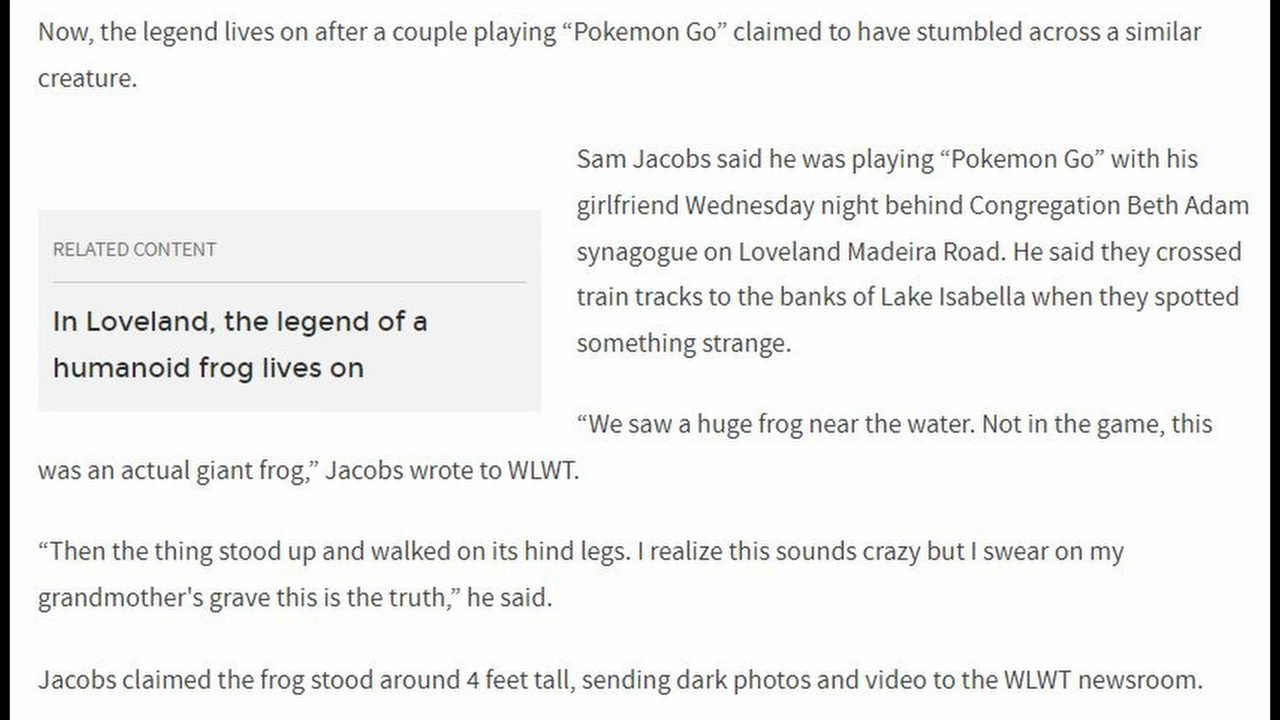 Now, the legend lives on after a couple playing “Pokemon Go” claimed to have stumbled across a similar
creature.
RELATED CONTENT
In Loveland, the legend of a
humanoid frog lives on
Sam Jacobs said he was playing “Pokemon Go” with his
girlfriend Wednesday night behind Congregation Beth Adam
synagogue on Loveland Madeira Road. He said they crossed
train tracks to the banks of Lake Isabella when they spotted
something strange.
“We saw a huge frog near the water. Not in the game, this
was an actual giant frog,” Jacobs wrote to WLWT.
“Then the thing stood up and walked on its hind legs. I realize this sounds crazy but I swear on my
grandmother's grave this is the truth,” he said.
Jacobs claimed the frog stood around 4 feet tall, sending dark photos and video to the WLWT newsroom.